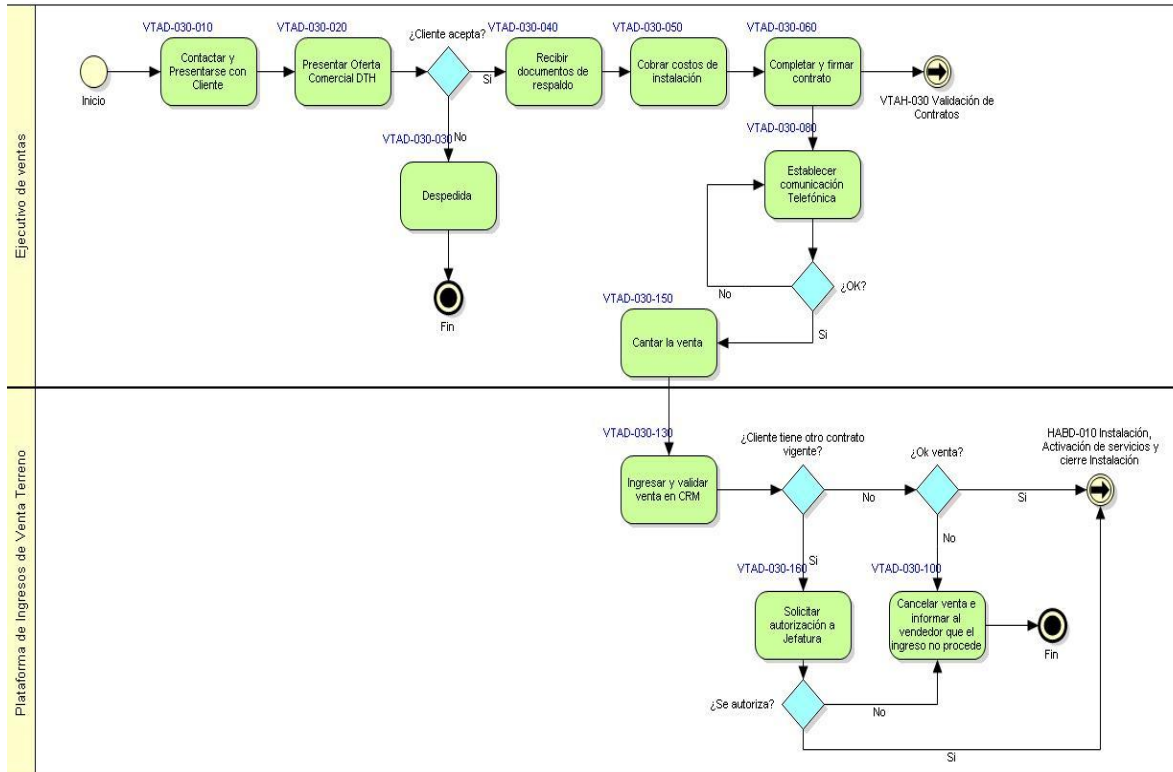 Ejecutivo de ventas
VTAD-030-010
Contactar y
Presentarse con
Cliente
Inicio
VTAD-030-020
Presentar Oferta
Comercial DTH
¿Cliente acepta?
Si
No
VTAD-030-030
Despedida
Fin
VTAD-030-040
Recibir
documentos de
respaldo
VTAD-030-050
Cobrar costos de
instalación
VTAD-030-060
Completar y firmar
contrato
VTAH-030 Validación de
Contratos
VTAD-030-080
Establecer
comunicación
Telefónica
¿OK?
No
Si
VTAD-030-150
Cantar la venta
Plataforma de Ingresos de Venta Terreno
VTAD-030-130
Ingresar y validar
venta en CRM
¿Cliente tiene otro contrato
vigente?
No
Si
¿Ok venta?
Si
No
HABD-010 Instalación,
Activación de servicios y
cierre Instalación
VTAD-030-160
Solicitar
autorización a
Jefatura
VTAD-030-100
Cancelar venta e
informar al
vendedor que el
ingreso no procede
Fin
¿Se autoriza?
No
Si